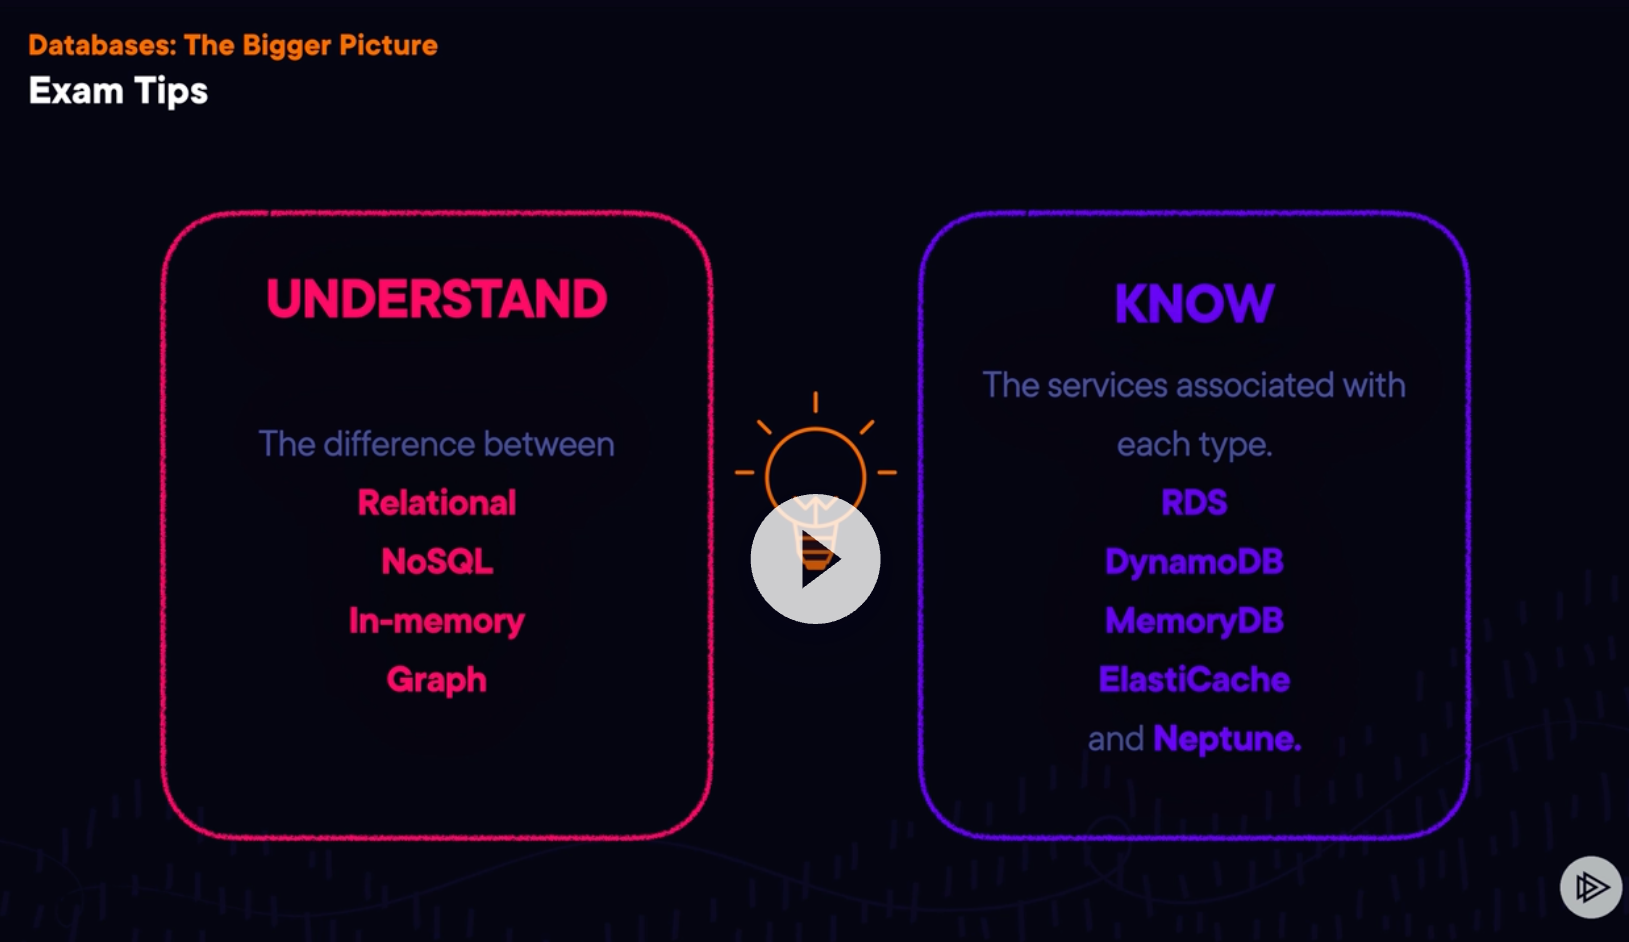 Databases: The Bigger Picture
Exam Tips
UNDERSTAND
The difference between
Relational
NoSQL
In-memory
Graph
KNOW
The services associated with
each type.
RDS
DynamoDB
MemoryDB
ElastiCache
and Neptune.